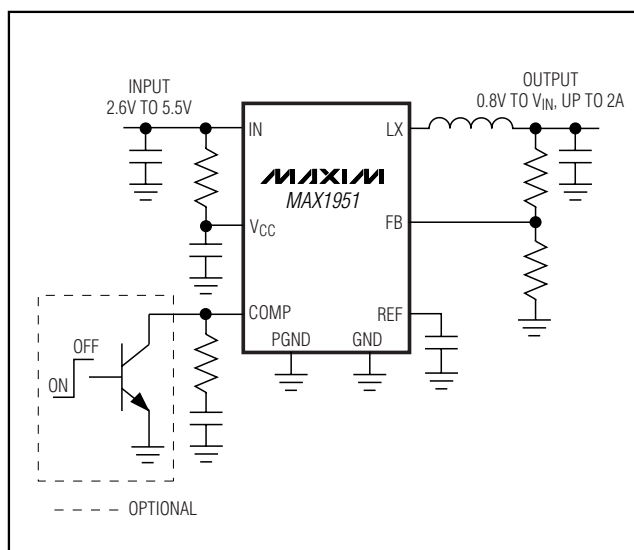 INPUT
2.6V TO 5.5V
OUTPUT
0.8V TO VIN, UP TO 2A
IN
LX
MAXIM
MAX1951
VCC
FB
COMP
REF
PGND
GND
OFF
ON
OPTIONAL